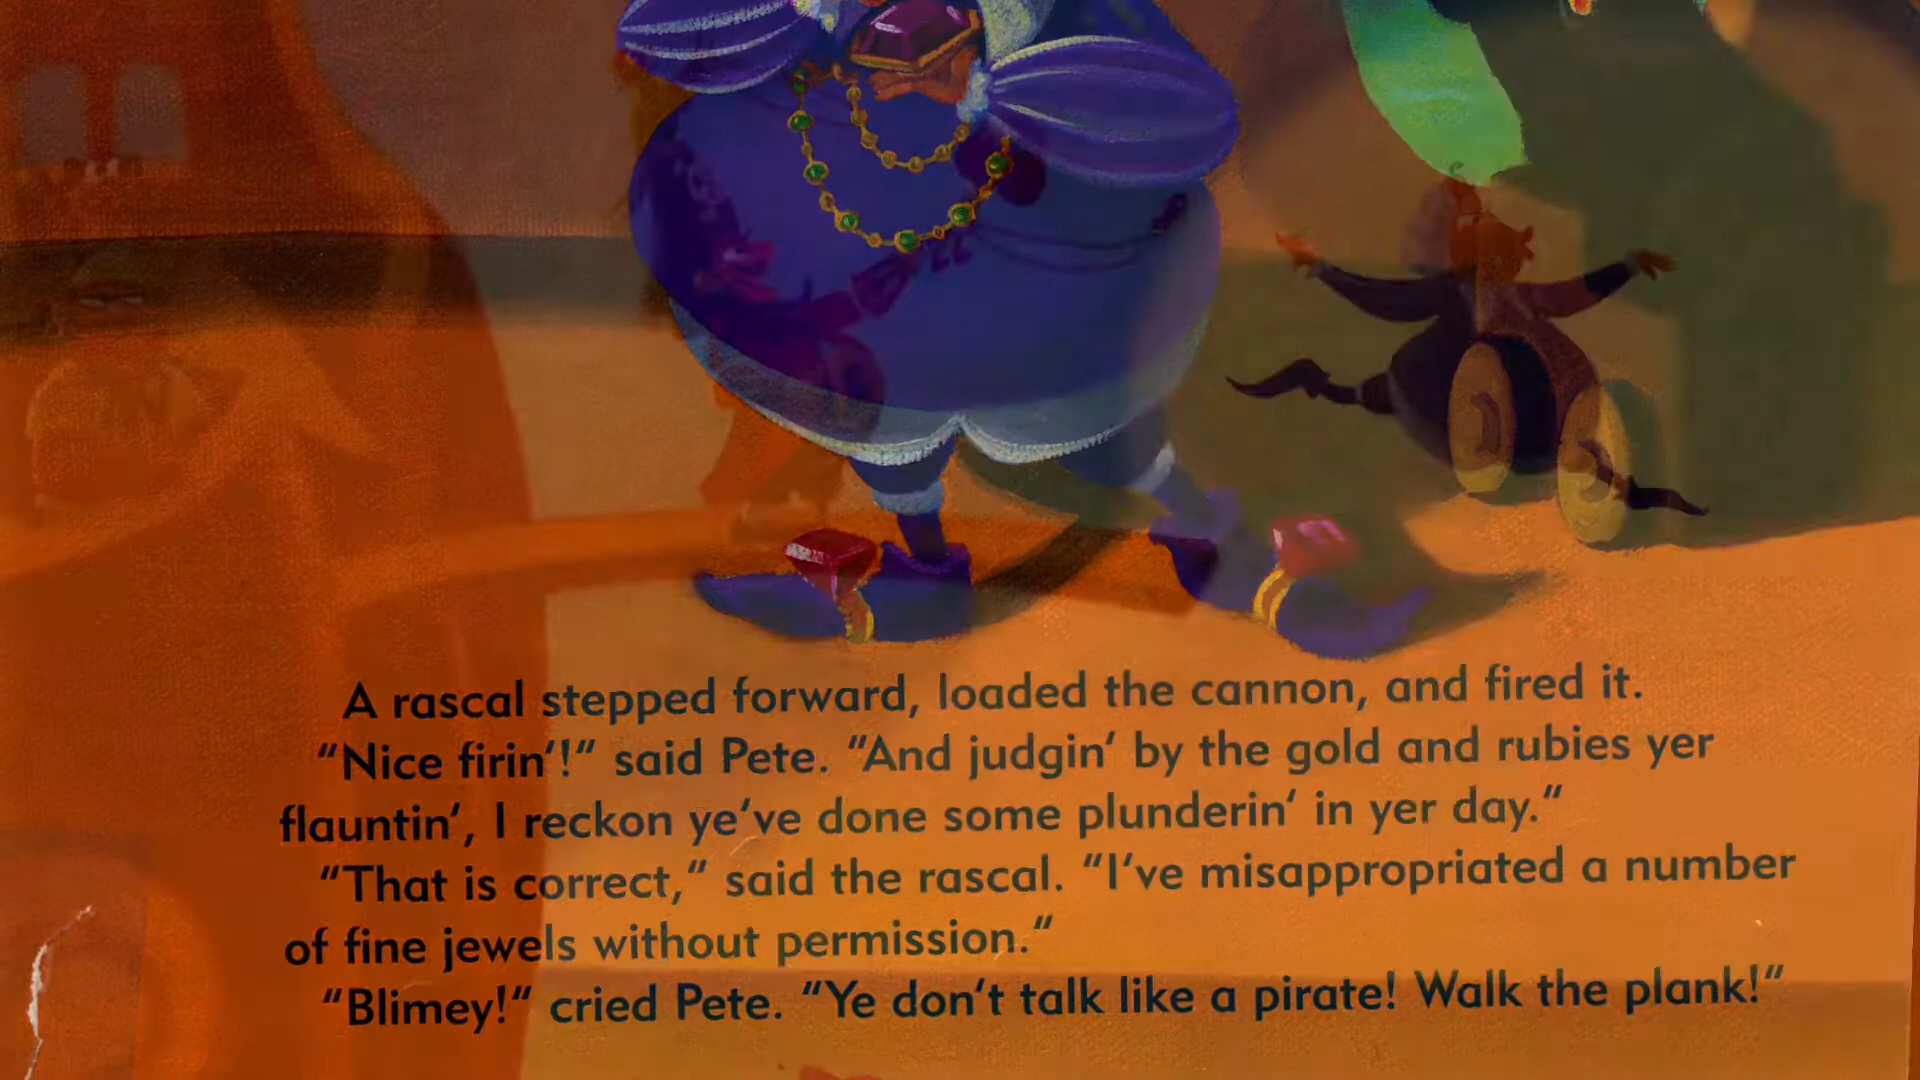 A rascal stepped forward, loaded the cannon, and fired it.
"Nice firin'!" said Pete. "And judgin' by the gold and rubies yer
flauntin', I reckon ye've done some plunderin' in yer day."
"That is correct," said the rascal. "I've misappropriated a number
of fine jewels without permission."
"Blimey!" cried Pete. "Ye don't talk like a pirate! Walk the plank!"